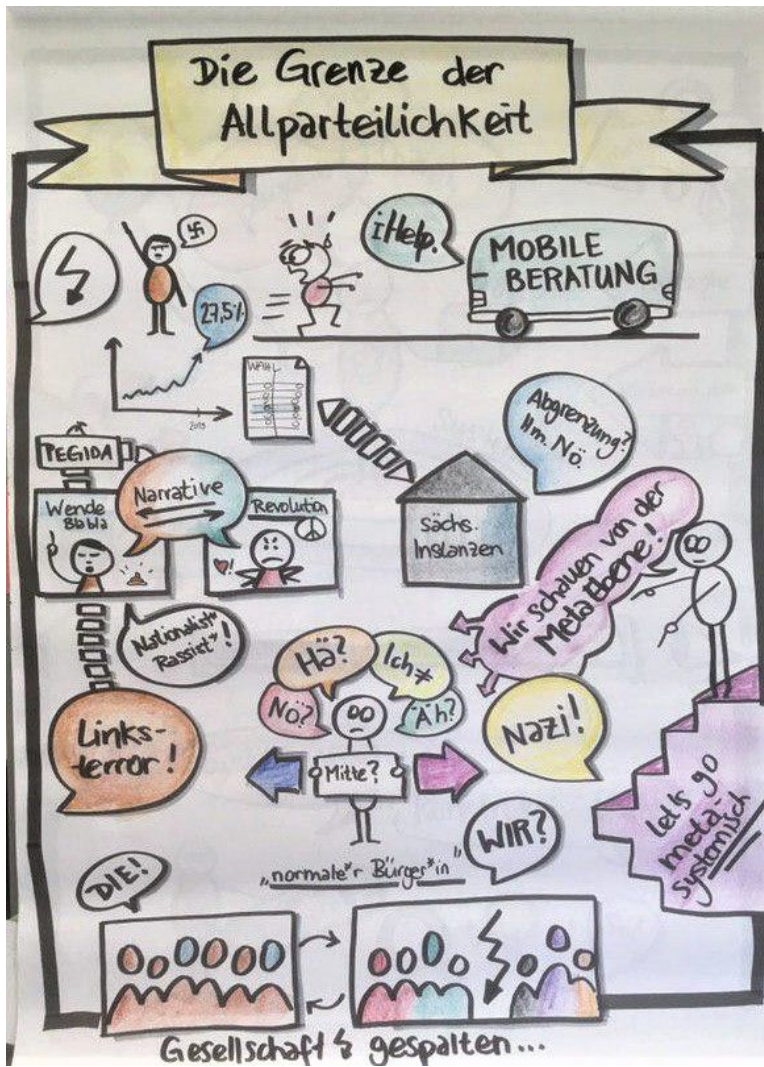 Die Grenze der
Allparteilichkeit
iHelp.
MOBILE
BERATUNG
27,5%
2019
WAHL
PEGIDA
Wende
Blabla
Narrative
Revolution
Sächs.
Instanzen
Abgrenzung?
Hm. Nö.
Wir schauen von der
Meta Ebene!
"Nationalist"
"Rassist"!
Links-
terror!
Nö?
Hä?
Ich ≠
Äh?
Mitte?
Nazi!
"normale*r Bürger*in"
WIR?
let's go
meta-
systemisch
DIE!
Gesellschaft gespalten...